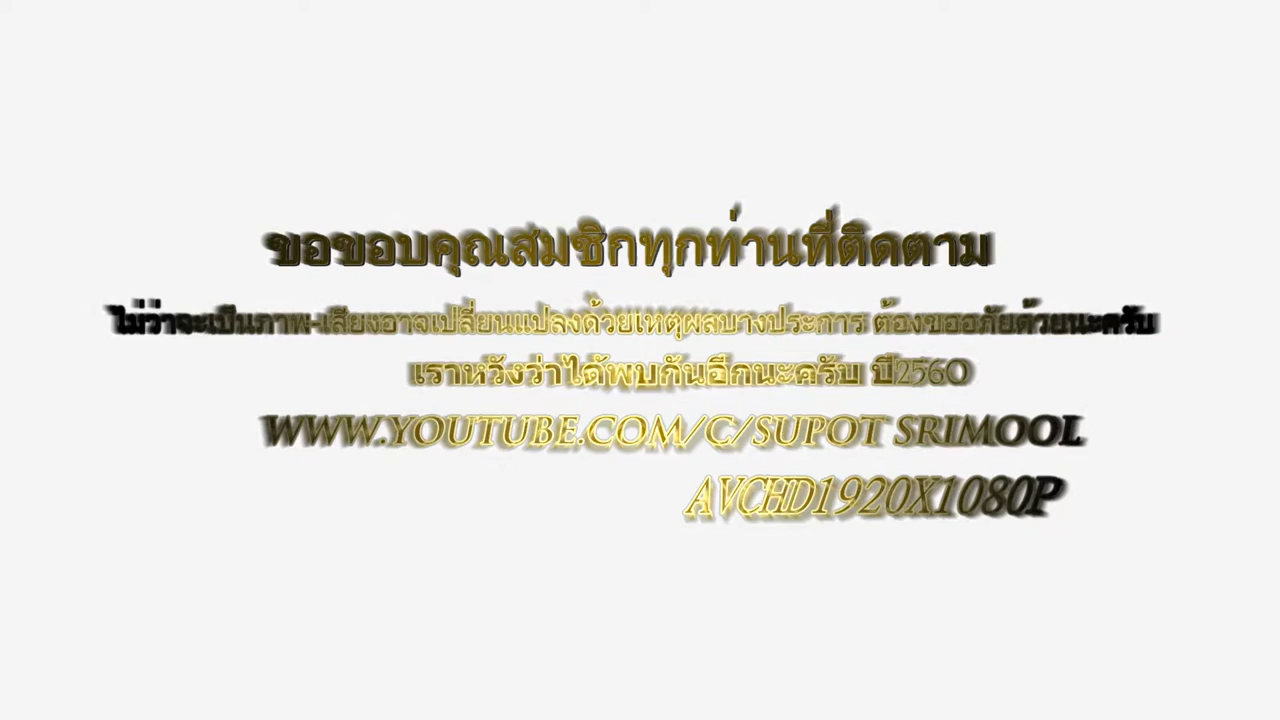 ขอขอบคุณสมชิกทุกท่านที่ติดตาม
ไม่ว่าจะเป็นภาพ-เสียงอาจเปลี่ยนแปลงด้วยเหตุผลบางประการ ต้องขออภัยด้วยนะครับ
เราหวังว่าได้พบกันอีกนะครับ ปี2560
WWW.YOUTUBE.COM/C/SUPOT SRIMOOL
AVCHD1920X1080P